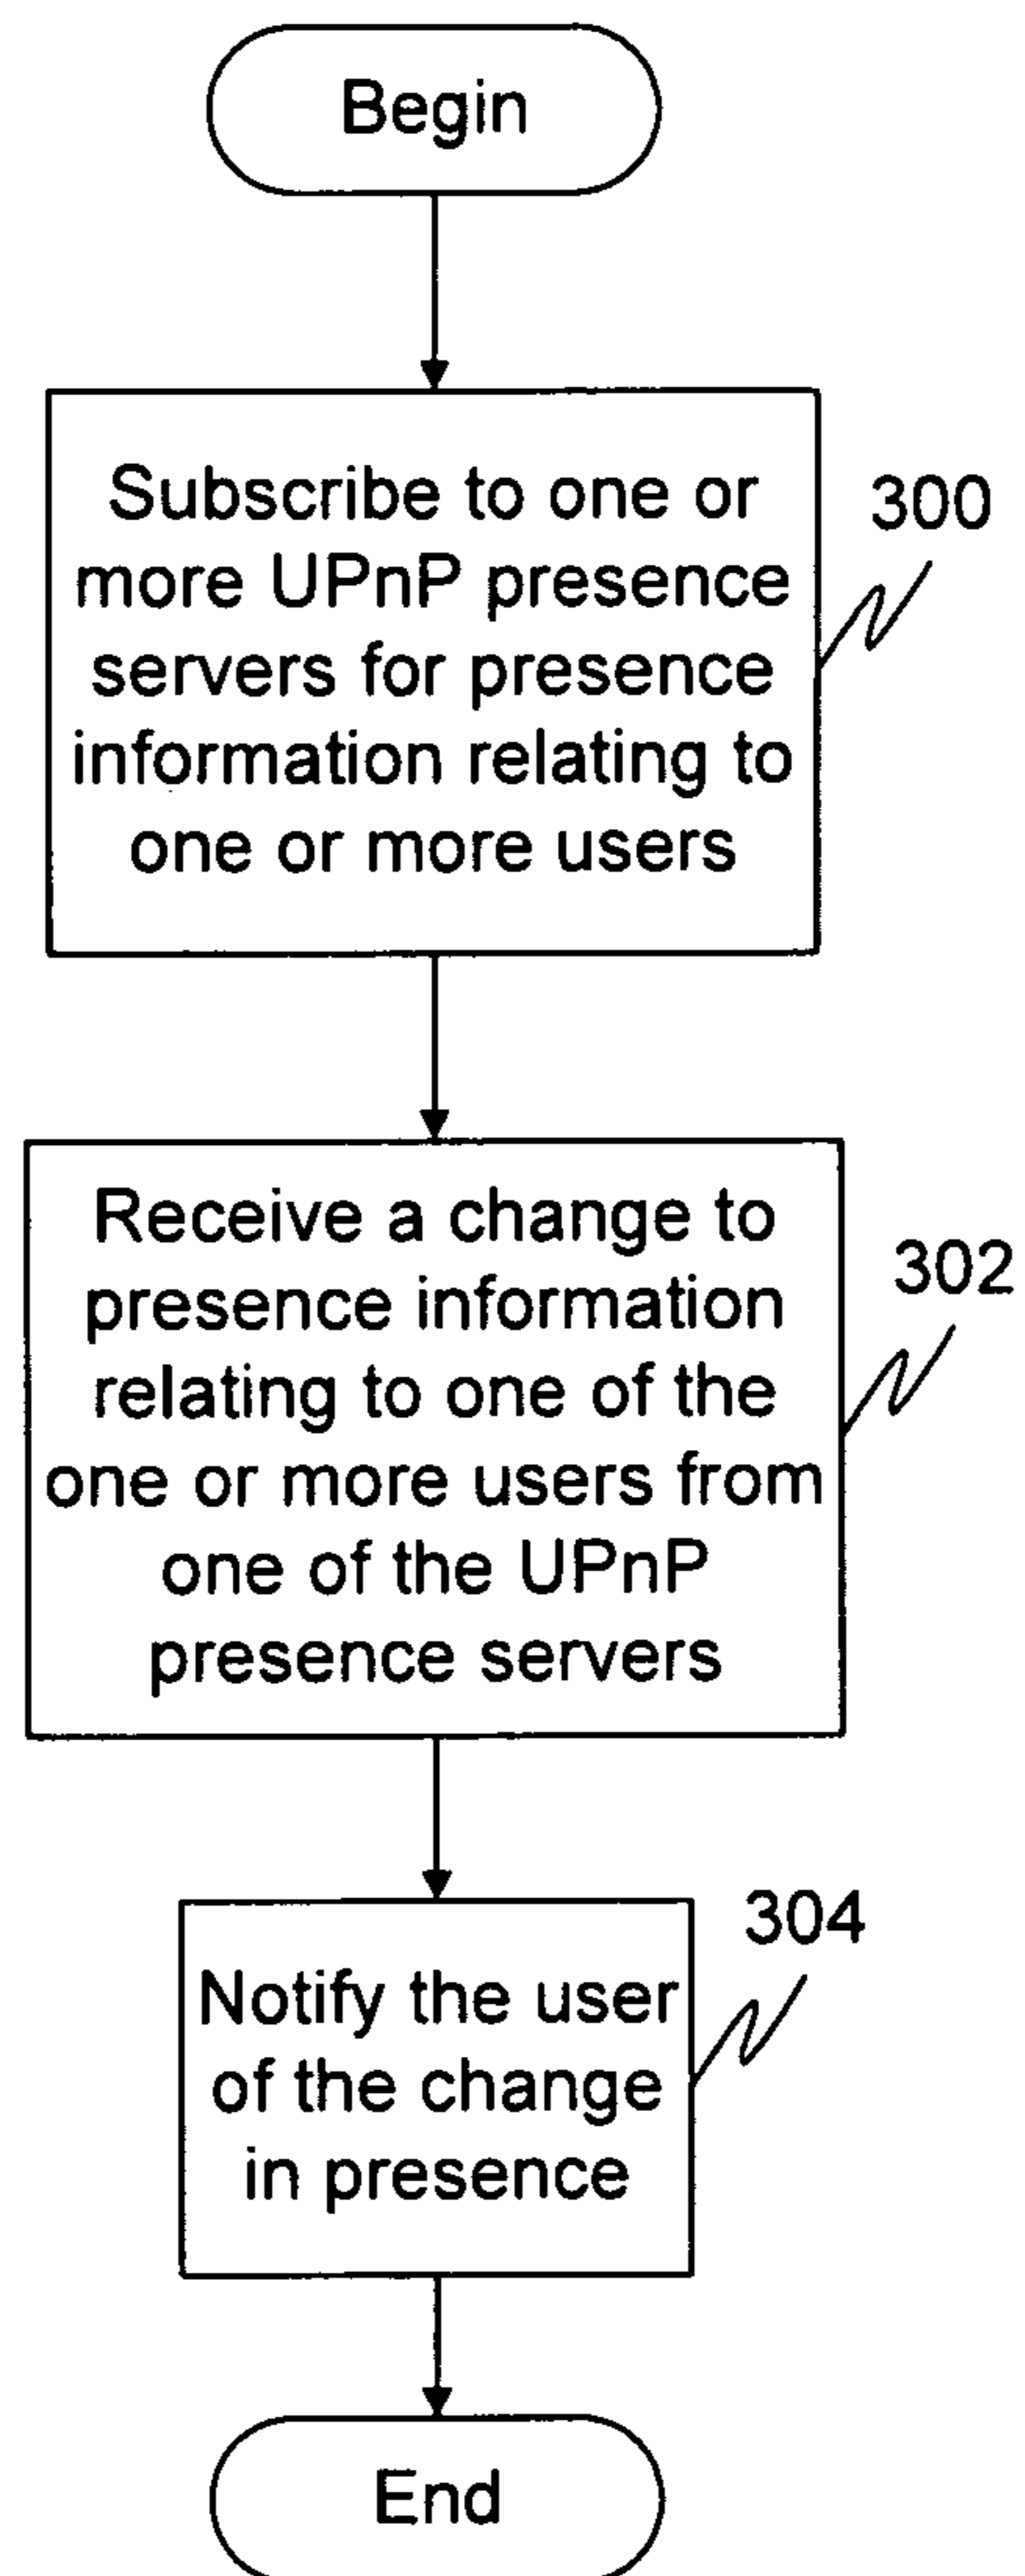 Begin
Subscribe to one or
more UPnP presence
servers for presence
information relating to
one or more users
300
Receive a change to
presence information
relating to one of the
one or more users from
one of the UPnP
presence servers
302
Notify the user
of the change
in presence
304
End